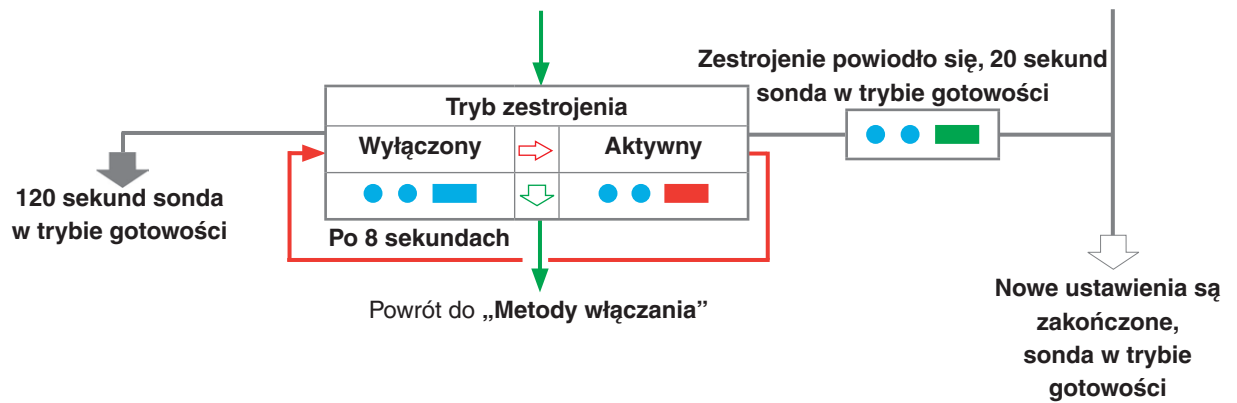 Zestrojenie powiodło się, 20 sekund
sonda w trybie gotowości
Tryb zestrojenia
Wyłączony
Aktywny
120 sekund sonda
w trybie gotowości
Po 8 sekundach
Powrót do „Metody włączania”
Nowe ustawienia są
zakończone,
sonda w trybie
gotowości